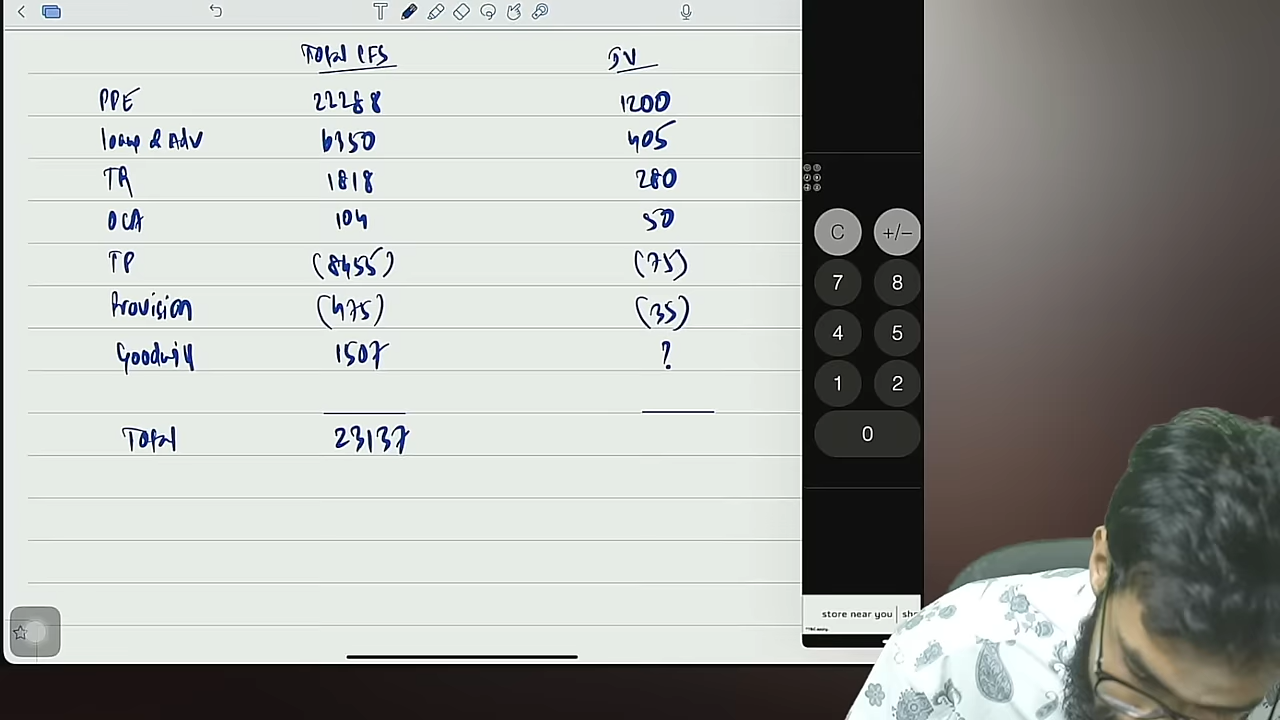 Total CFS JV
PPE 22288 1200
loans & Adv 6350 405
TR 1818 280
OCA 104 50
TP (8455) (75)
Provision (475) (35)
Goodwill 1507 ?
Total 23137
C +/-
7 8
4 5
1 2
0
store near you